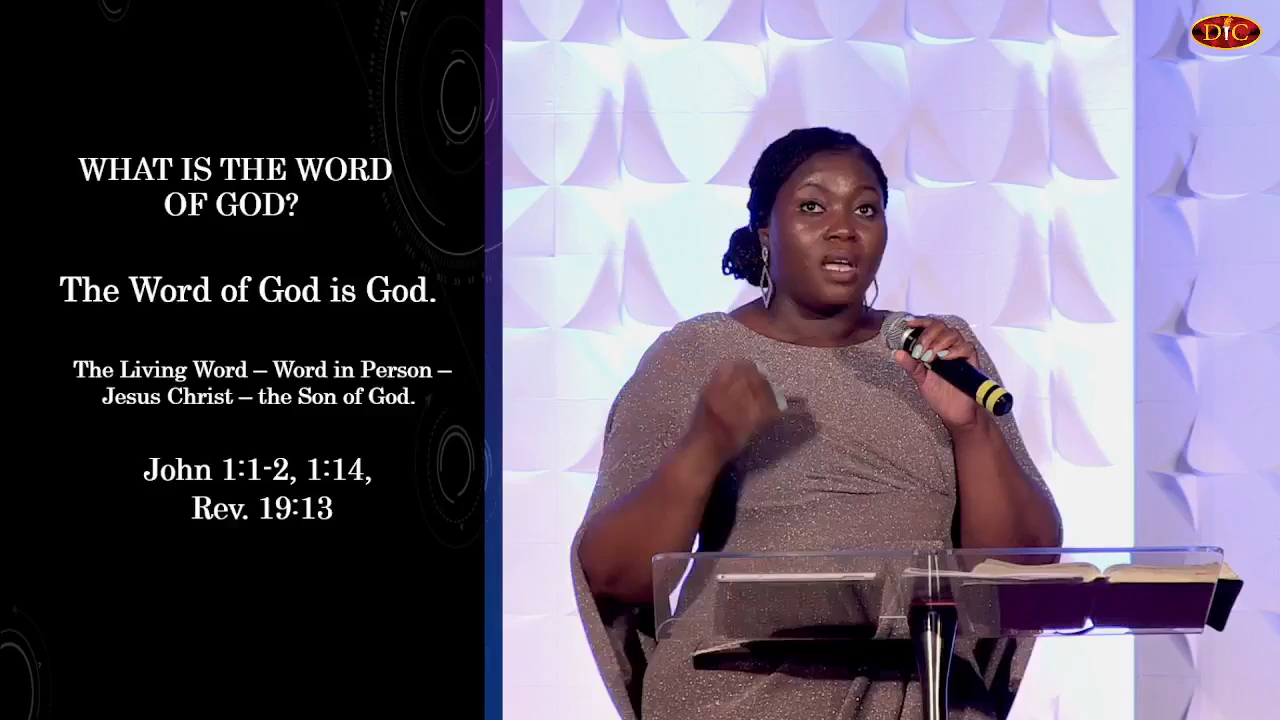 WHAT IS THE WORD
OF GOD?
The Word of God is God.
The Living Word – Word in Person –
Jesus Christ – the Son of God.
John 1:1-2, 1:14,
Rev. 19:13
DIC